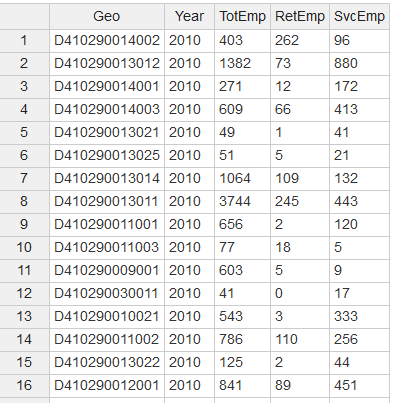 Geo Year TotEmp RetEmp SvcEmp
1 D410290014002 2010 403 262 96
2 D410290013012 2010 1382 73 880
3 D410290014001 2010 271 12 172
4 D410290014003 2010 609 66 413
5 D410290013021 2010 49 1 41
6 D410290013025 2010 51 5 21
7 D410290013014 2010 1064 109 132
8 D410290013011 2010 3744 245 443
9 D410290011001 2010 656 2 120
10 D410290011003 2010 77 18 5
11 D410290009001 2010 603 5 9
12 D410290030011 2010 41 0 17
13 D410290010021 2010 543 3 333
14 D410290011002 2010 786 110 256
15 D410290013022 2010 125 2 44
16 D410290012001 2010 841 89 451